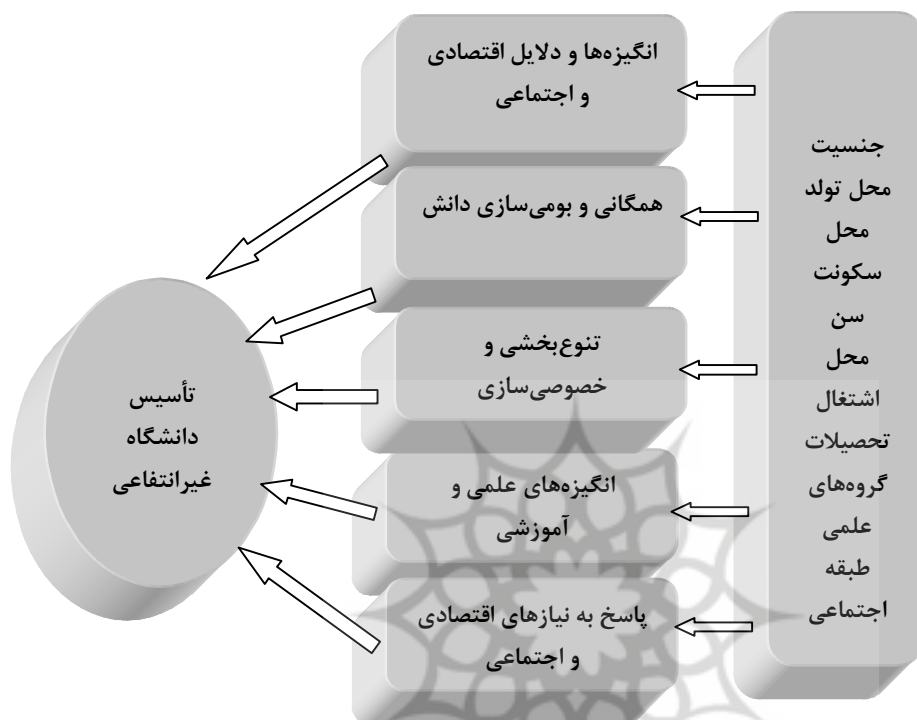 جنسیت
محل تولد
محل
سکونت
سن
محل
اشتغال
تحصیلات
گروه‌های
علمی
طبقه
اجتماعی
انگیزه‌ها و دلایل اقتصادی
و اجتماعی
همگانی و بومی‌سازی دانش
تنوع‌بخشی و
خصوصی‌سازی
انگیزه‌های علمی و
آموزشی
پاسخ به نیازهای اقتصادی
و اجتماعی
تأسیس
دانشگاه
غیرانتفاعی